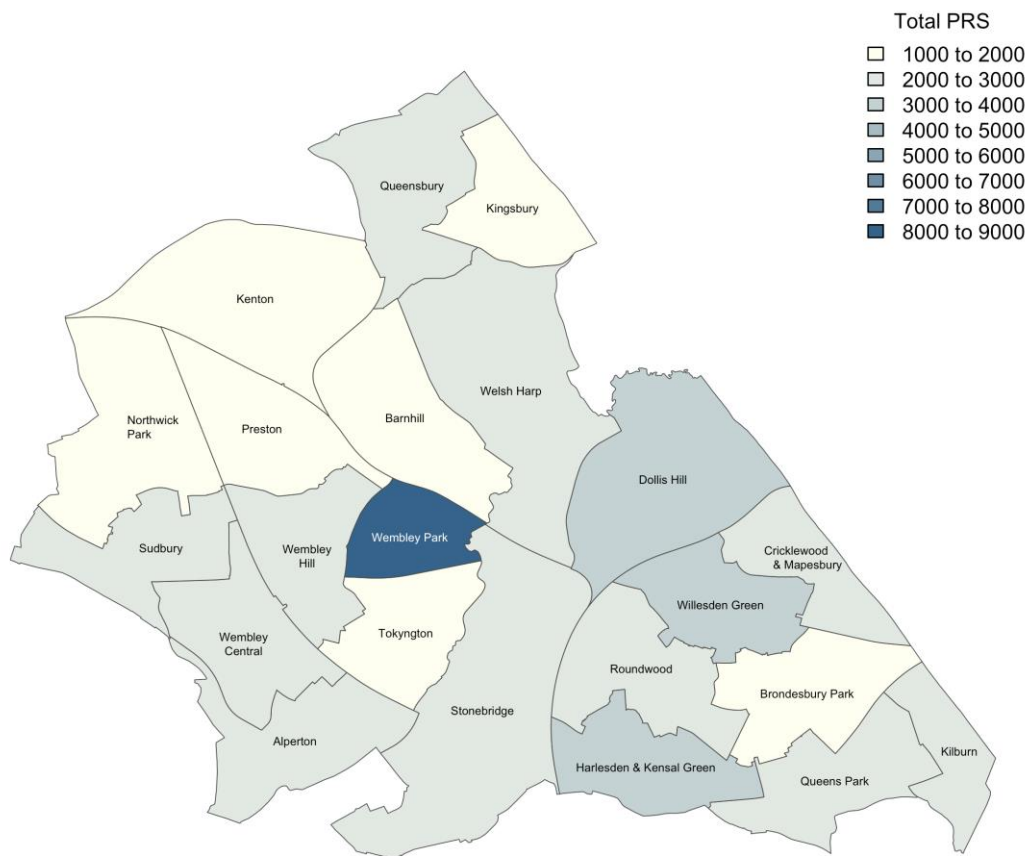 Total PRS
1000 to 2000
2000 to 3000
3000 to 4000
4000 to 5000
5000 to 6000
6000 to 7000
7000 to 8000
8000 to 9000
Queensbury
Kingsbury
Kenton
Welsh Harp
Northwick
Park
Preston
Barnhill
Dollis Hill
Sudbury
Wembley
Hill
Wembley Park
Cricklewood
& Mapesbury
Willesden Green
Tokyngton
Wembley
Central
Roundwood
Brondesbury Park
Stonebridge
Alperton
Harlesden & Kensal Green
Queens Park
Kilburn